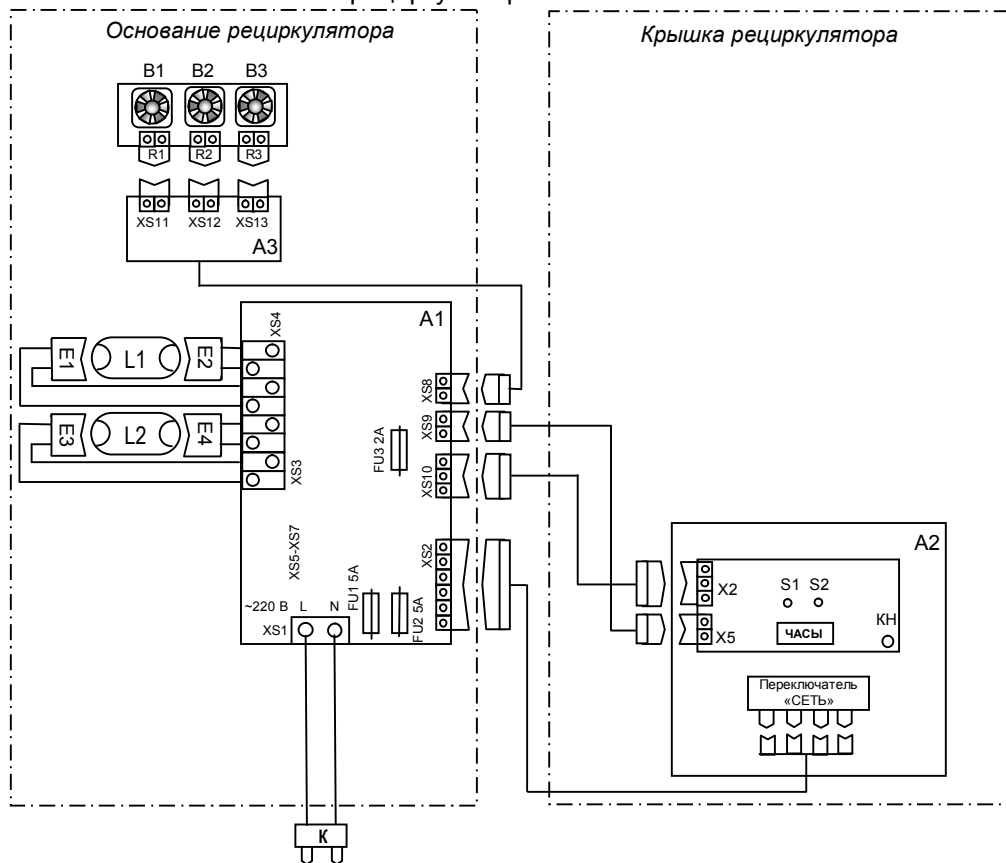 Основание рециркулятора
Крышка рециркулятора
B1 B2 B3
R1 R2 R3
XS11 XS12 XS13
A3
A1
XS4
E1 L1 E2
E3 L2 E4
XS3
XS8
XS9
XS10
FU3 2A
XS2
XS5-XS7
FU1 5A
FU2 5A
~220 В L N
XS1
К
A2
X2
S1 S2
ЧАСЫ
КН
X5
Переключатель
«СЕТЬ»